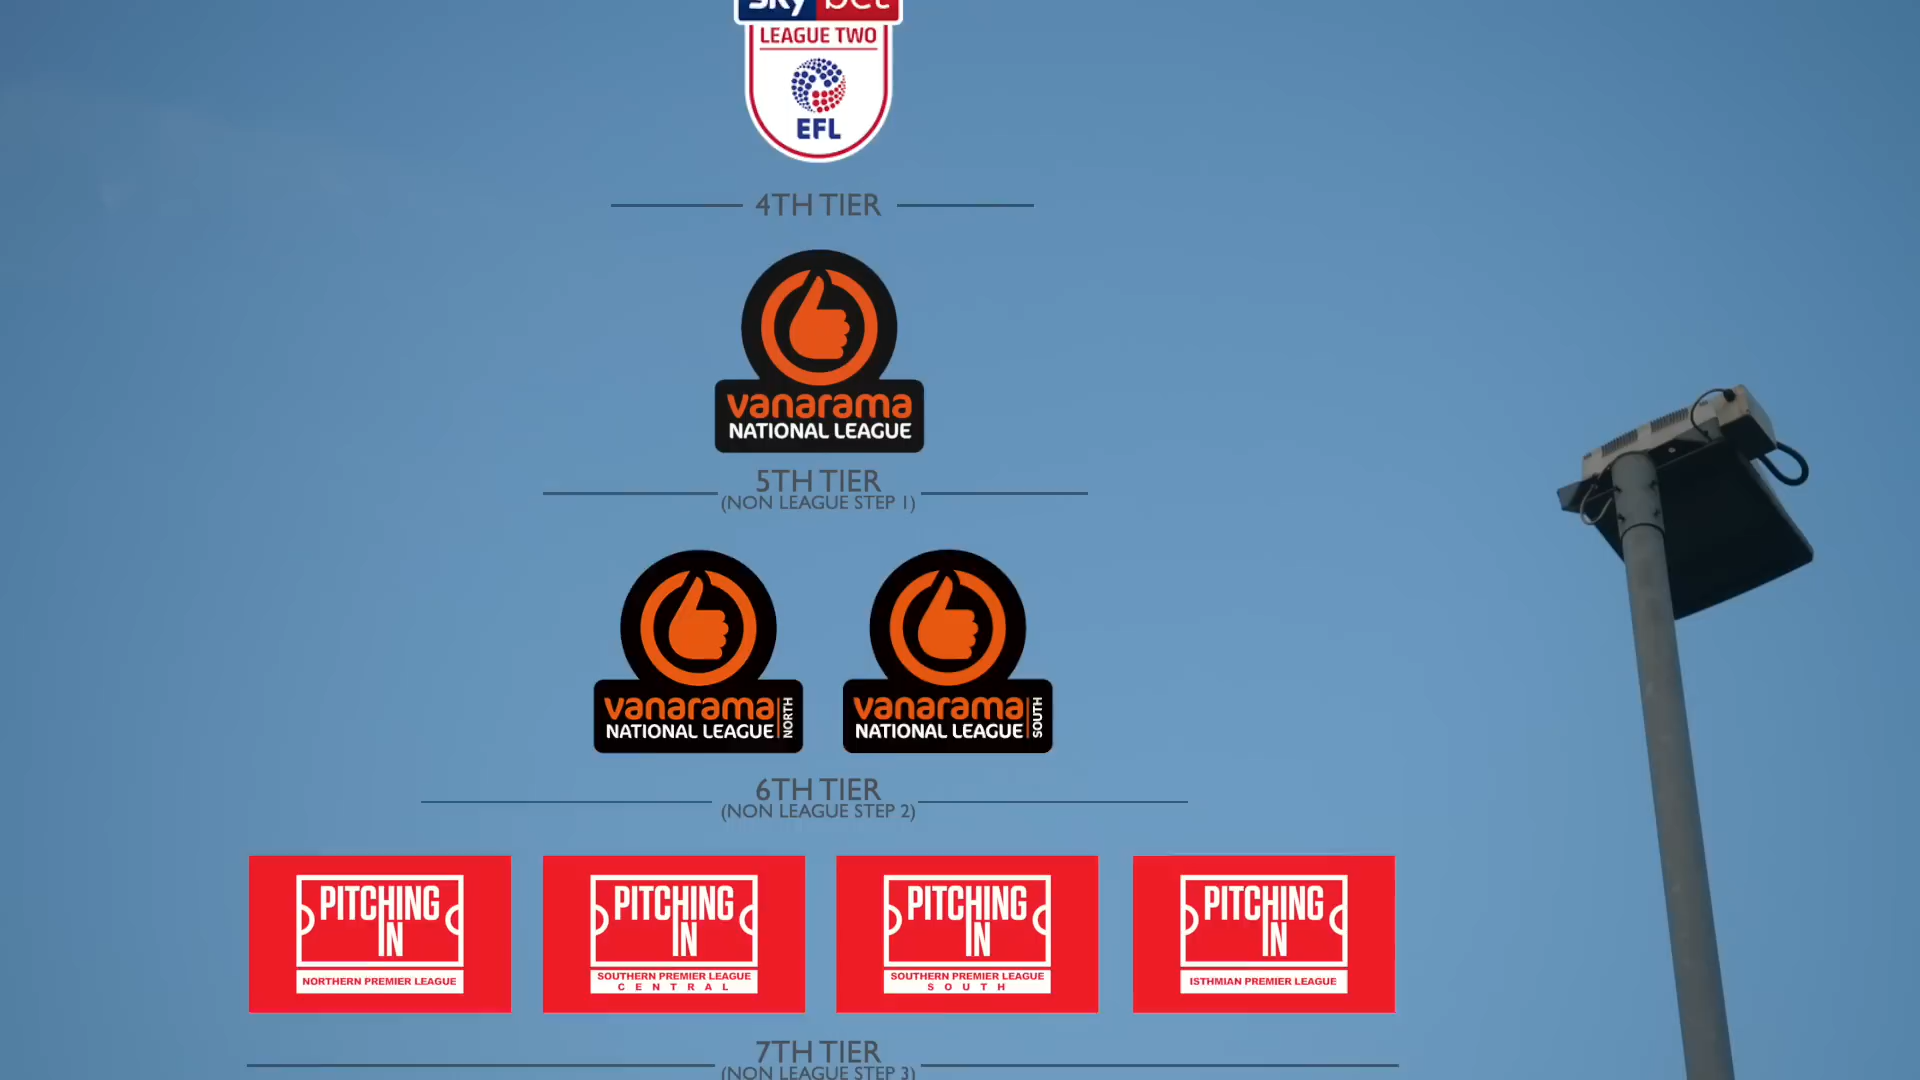 sky bet
LEAGUE TWO
EFL
4TH TIER
vanarama
NATIONAL LEAGUE
5TH TIER
(NON LEAGUE STEP 1)
vanarama
NATIONAL LEAGUE
NORTH
vanarama
NATIONAL LEAGUE
SOUTH
6TH TIER
(NON LEAGUE STEP 2)
PITCHING
IN
NORTHERN PREMIER LEAGUE
PITCHING
IN
SOUTHERN PREMIER LEAGUE
CENTRAL
PITCHING
IN
SOUTHERN PREMIER LEAGUE
SOUTH
PITCHING
IN
ISTHMIAN PREMIER LEAGUE
7TH TIER
(NON LEAGUE STEP 3)